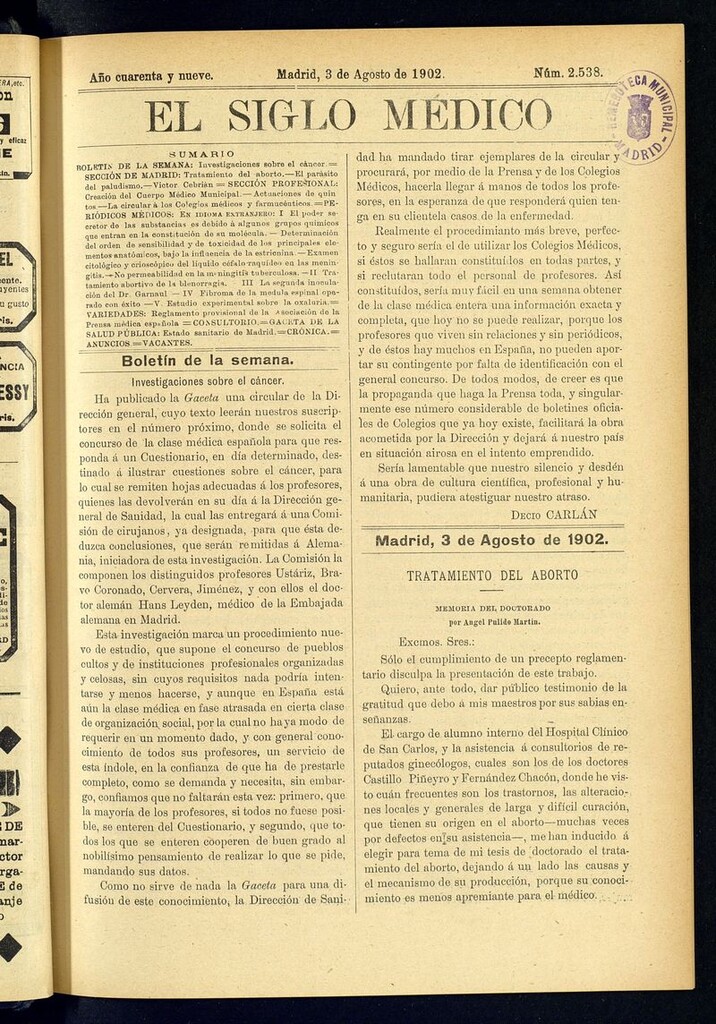 Año cuarenta y nueve.
Madrid, 3 de Agosto de 1902.
Núm. 2.538.
HEMEROTECA MUNICIPAL
MADRID
EL SIGLO MÉDICO
SUMARIO
BOLETÍN DE LA SEMANA: Investigaciones sobre el cáncer.=
SECCIÓN DE MADRID: Tratamiento del aborto.—El parásito
del paludismo.—Víctor Cebrián = SECCIÓN PROFESIONAL:
Creación del Cuerpo Médico Municipal.—Actuaciones de quin
tos.—La circular á los Colegios médicos y farmacéuticos.=PE-
RIÓDICOS MÉDICOS: EN IDIOMA EXTRANJERO: I El poder se-
cretor de las substancias es debido á algunos grupos químicos
que entran en la constitución de su molécula.— Determinación
del orden de sensibilidad y de toxicidad de los principales ele-
mentos anatómicos, bajo la influencia de la estricnina.—Examen
citológico y crioscópico del líquido céfalo-raquídeo en las menin-
gitis.—No permeabilidad en la meningitis tuberculosa.—II Tra-
tamiento abortivo de la blenorragia. III La segunda inocula-
ción del Dr. Garnaul — IV Fibroma de la medula espinal ope-
rado con éxito —V. Estudio experimental sobre la oxaluria.=
VARIEDADES: Reglamento provisional de la Asociación de la
Prensa médica española =CONSULTORIO.=GACETA DE LA
SALUD PÚBLICA: Estado sanitario de Madrid.=CRÓNICA.=
ANUNCIOS.=VACANTES.
Boletín de la semana.
Investigaciones sobre el cáncer.
Ha publicado la Gaceta una circular de la Di-
rección general, cuyo texto leerán nuestros suscrip-
tores en el número próximo, donde se solicita el
concurso de la clase médica española para que res-
ponda á un Cuestionario, en día determinado, des-
tinado á ilustrar cuestiones sobre el cáncer, para
lo cual se remiten hojas adecuadas á los profesores,
quienes las devolverán en su día á la Dirección ge-
neral de Sanidad, la cual las entregará á una Comi-
sión de cirujanos, ya designada, para que ésta de-
duzca conclusiones, que serán remitidas á Alema-
nia, iniciadora de esta investigación. La Comisión la
componen los distinguidos profesores Ustáriz, Bra-
vo Coronado, Cervera, Jiménez, y con ellos el doc-
tor alemán Hans Leyden, médico de la Embajada
alemana en Madrid.
Esta investigación marca un procedimiento nue-
vo de estudio, que supone el concurso de pueblos
cultos y de instituciones profesionales organizadas
y celosas, sin cuyos requisitos nada podría inten-
tarse y menos hacerse, y aunque en España está
aún la clase médica en fase atrasada en cierta clase
de organización social, por la cual no haya modo de
requerir en un momento dado, y con general cono-
cimiento de todos sus profesores, un servicio de
esta índole, en la confianza de que ha de prestarle
completo, como se demanda y necesita, sin embar-
go, confiamos que no faltarán esta vez: primero, que
la mayoría de los profesores, si todos no fuese posi-
ble, se enteren del Cuestionario, y segundo, que to-
dos los que se enteren cooperen de buen grado al
nobilísimo pensamiento de realizar lo que se pide,
mandando sus datos.
Como no sirve de nada la Gaceta para una di-
fusión de este conocimiento, la Dirección de Sani-
dad ha mandado tirar ejemplares de la circular y
procurará, por medio de la Prensa y de los Colegios
Médicos, hacerla llegar á manos de todos los profe-
sores, en la esperanza de que responderá quien ten-
ga en su clientela casos de la enfermedad.
Realmente el procedimiento más breve, perfec-
to y seguro sería el de utilizar los Colegios Médicos,
si éstos se hallaran constituídos en todas partes, y
si reclutaran todo el personal de profesores. Así
constituídos, sería muy fácil en una semana obtener
de la clase médica entera una información exacta y
completa, que hoy no se puede realizar, porque los
profesores que viven sin relaciones y sin periódicos,
y de éstos hay muchos en España, no pueden apor-
tar su contingente por falta de identificación con el
general concurso. De todos modos, de creer es que
la propaganda que haga la Prensa toda, y singular-
mente ese número considerable de boletines oficia-
les de Colegios que ya hoy existe, facilitará la obra
acometida por la Dirección y dejará á nuestro país
en situación airosa en el intento emprendido.
Sería lamentable que nuestro silencio y desdén
á una obra de cultura científica, profesional y hu-
manitaria, pudiera atestiguar nuestro atraso.
DECIO CARLÁN
Madrid, 3 de Agosto de 1902.
TRATAMIENTO DEL ABORTO
MEMORIA DEL DOCTORADO
por Angel Pulido Martín.
Excmos. Sres.:
Sólo el cumplimiento de un precepto reglamen-
tario disculpa la presentación de este trabajo.
Quiero, ante todo, dar público testimonio de la
gratitud que debo á mis maestros por sus sabias en-
señanzas.
El cargo de alumno interno del Hospital Clínico
de San Carlos, y la asistencia á consultorios de re-
putados ginecólogos, cuales son los de los doctores
Castillo Piñeyro y Fernández Chacón, donde he vis-
to cuán frecuentes son los trastornos, las alteracio-
nes locales y generales de larga y difícil curación,
que tienen su origen en el aborto—muchas veces
por defectos en su asistencia—, me han inducido á
elegir para tema de mi tesis de doctorado el trata-
miento del aborto, dejando á un lado las causas y
el mecanismo de su producción, porque su conoci-
miento es menos apremiante para el médico.